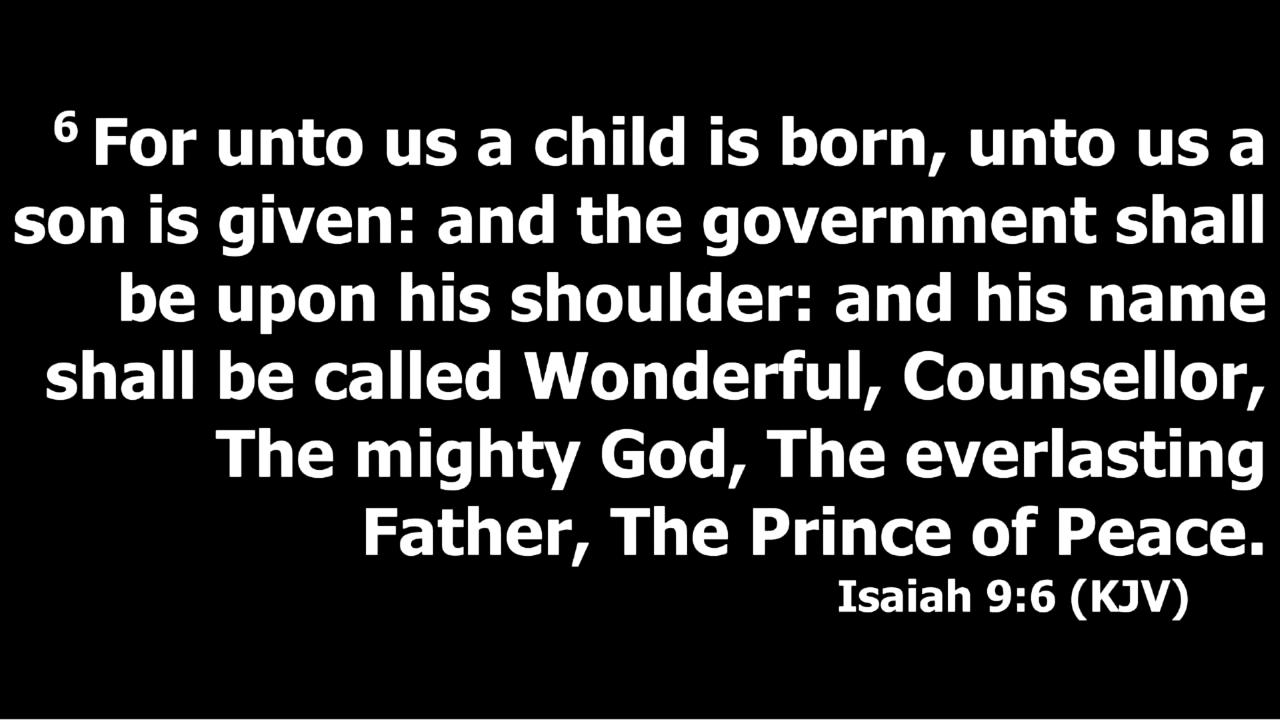 6 For unto us a child is born, unto us a
son is given: and the government shall
be upon his shoulder: and his name
shall be called Wonderful, Counsellor,
The mighty God, The everlasting
Father, The Prince of Peace.
Isaiah 9:6 (KJV)